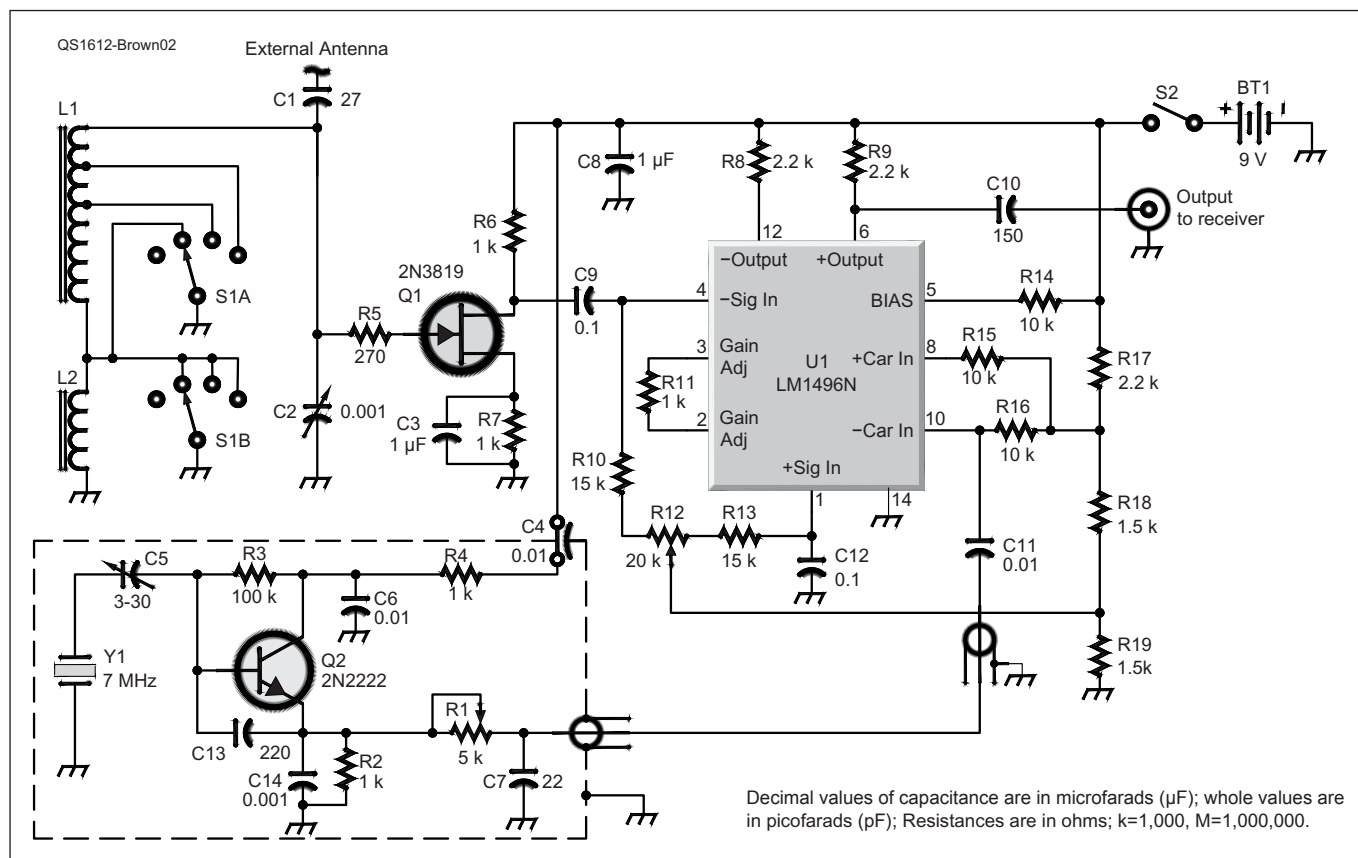 QS1612-Brown02
External Antenna
C1
27
L1
S2
BT1
+
9 V
C8
1 µF
R8
2.2 k
R9
2.2 k
C10
150
Output
to receiver
R6
1 k
2N3819
Q1
C9
0.1
12
6
−Output
+Output
S1A
R5
270
4
−Sig In
BIAS
5
R14
10 k
3
Gain
Adj
+Car In
8
R15
10 k
R17
2.2 k
U1
LM1496N
R11
1 k
2
Gain
Adj
−Car In
10
R16
10 k
L2
C2
0.001
S1B
C3
1 µF
R7
1 k
+Sig In
1
14
R10
15 k
R12
20 k
R13
15 k
C12
0.1
C11
0.01
R18
1.5 k
R19
1.5k
C4
0.01
C5
3-30
R3
100 k
R4
1 k
C6
0.01
Y1
7 MHz
Q2
2N2222
C13
220
R1
5 k
C14
0.001
R2
1 k
C7
22
Decimal values of capacitance are in microfarads (µF); whole values are
in picofarads (pF); Resistances are in ohms; k=1,000, M=1,000,000.